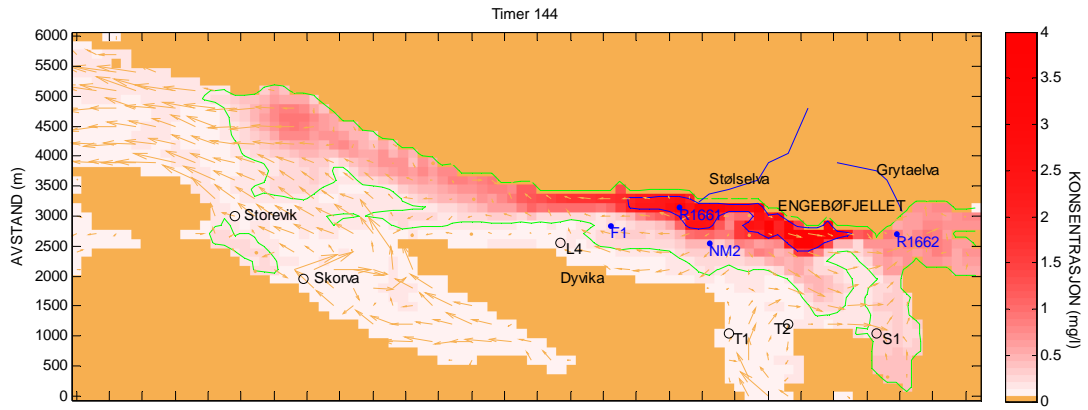 Timer 144
6000
5500
5000
4500
4000
3500
3000
2500
2000
1500
1000
500
0
AVSTAND (m)
Stølselva
Grytaelva
ENGEBØFJELLET
Storevik
R1661
F1
R1662
L4
NM2
Skorva
Dyvika
T1
T2
S1
4
3.5
3
2.5
2
1.5
1
0.5
0
KONSENTRASJON (mg/l)